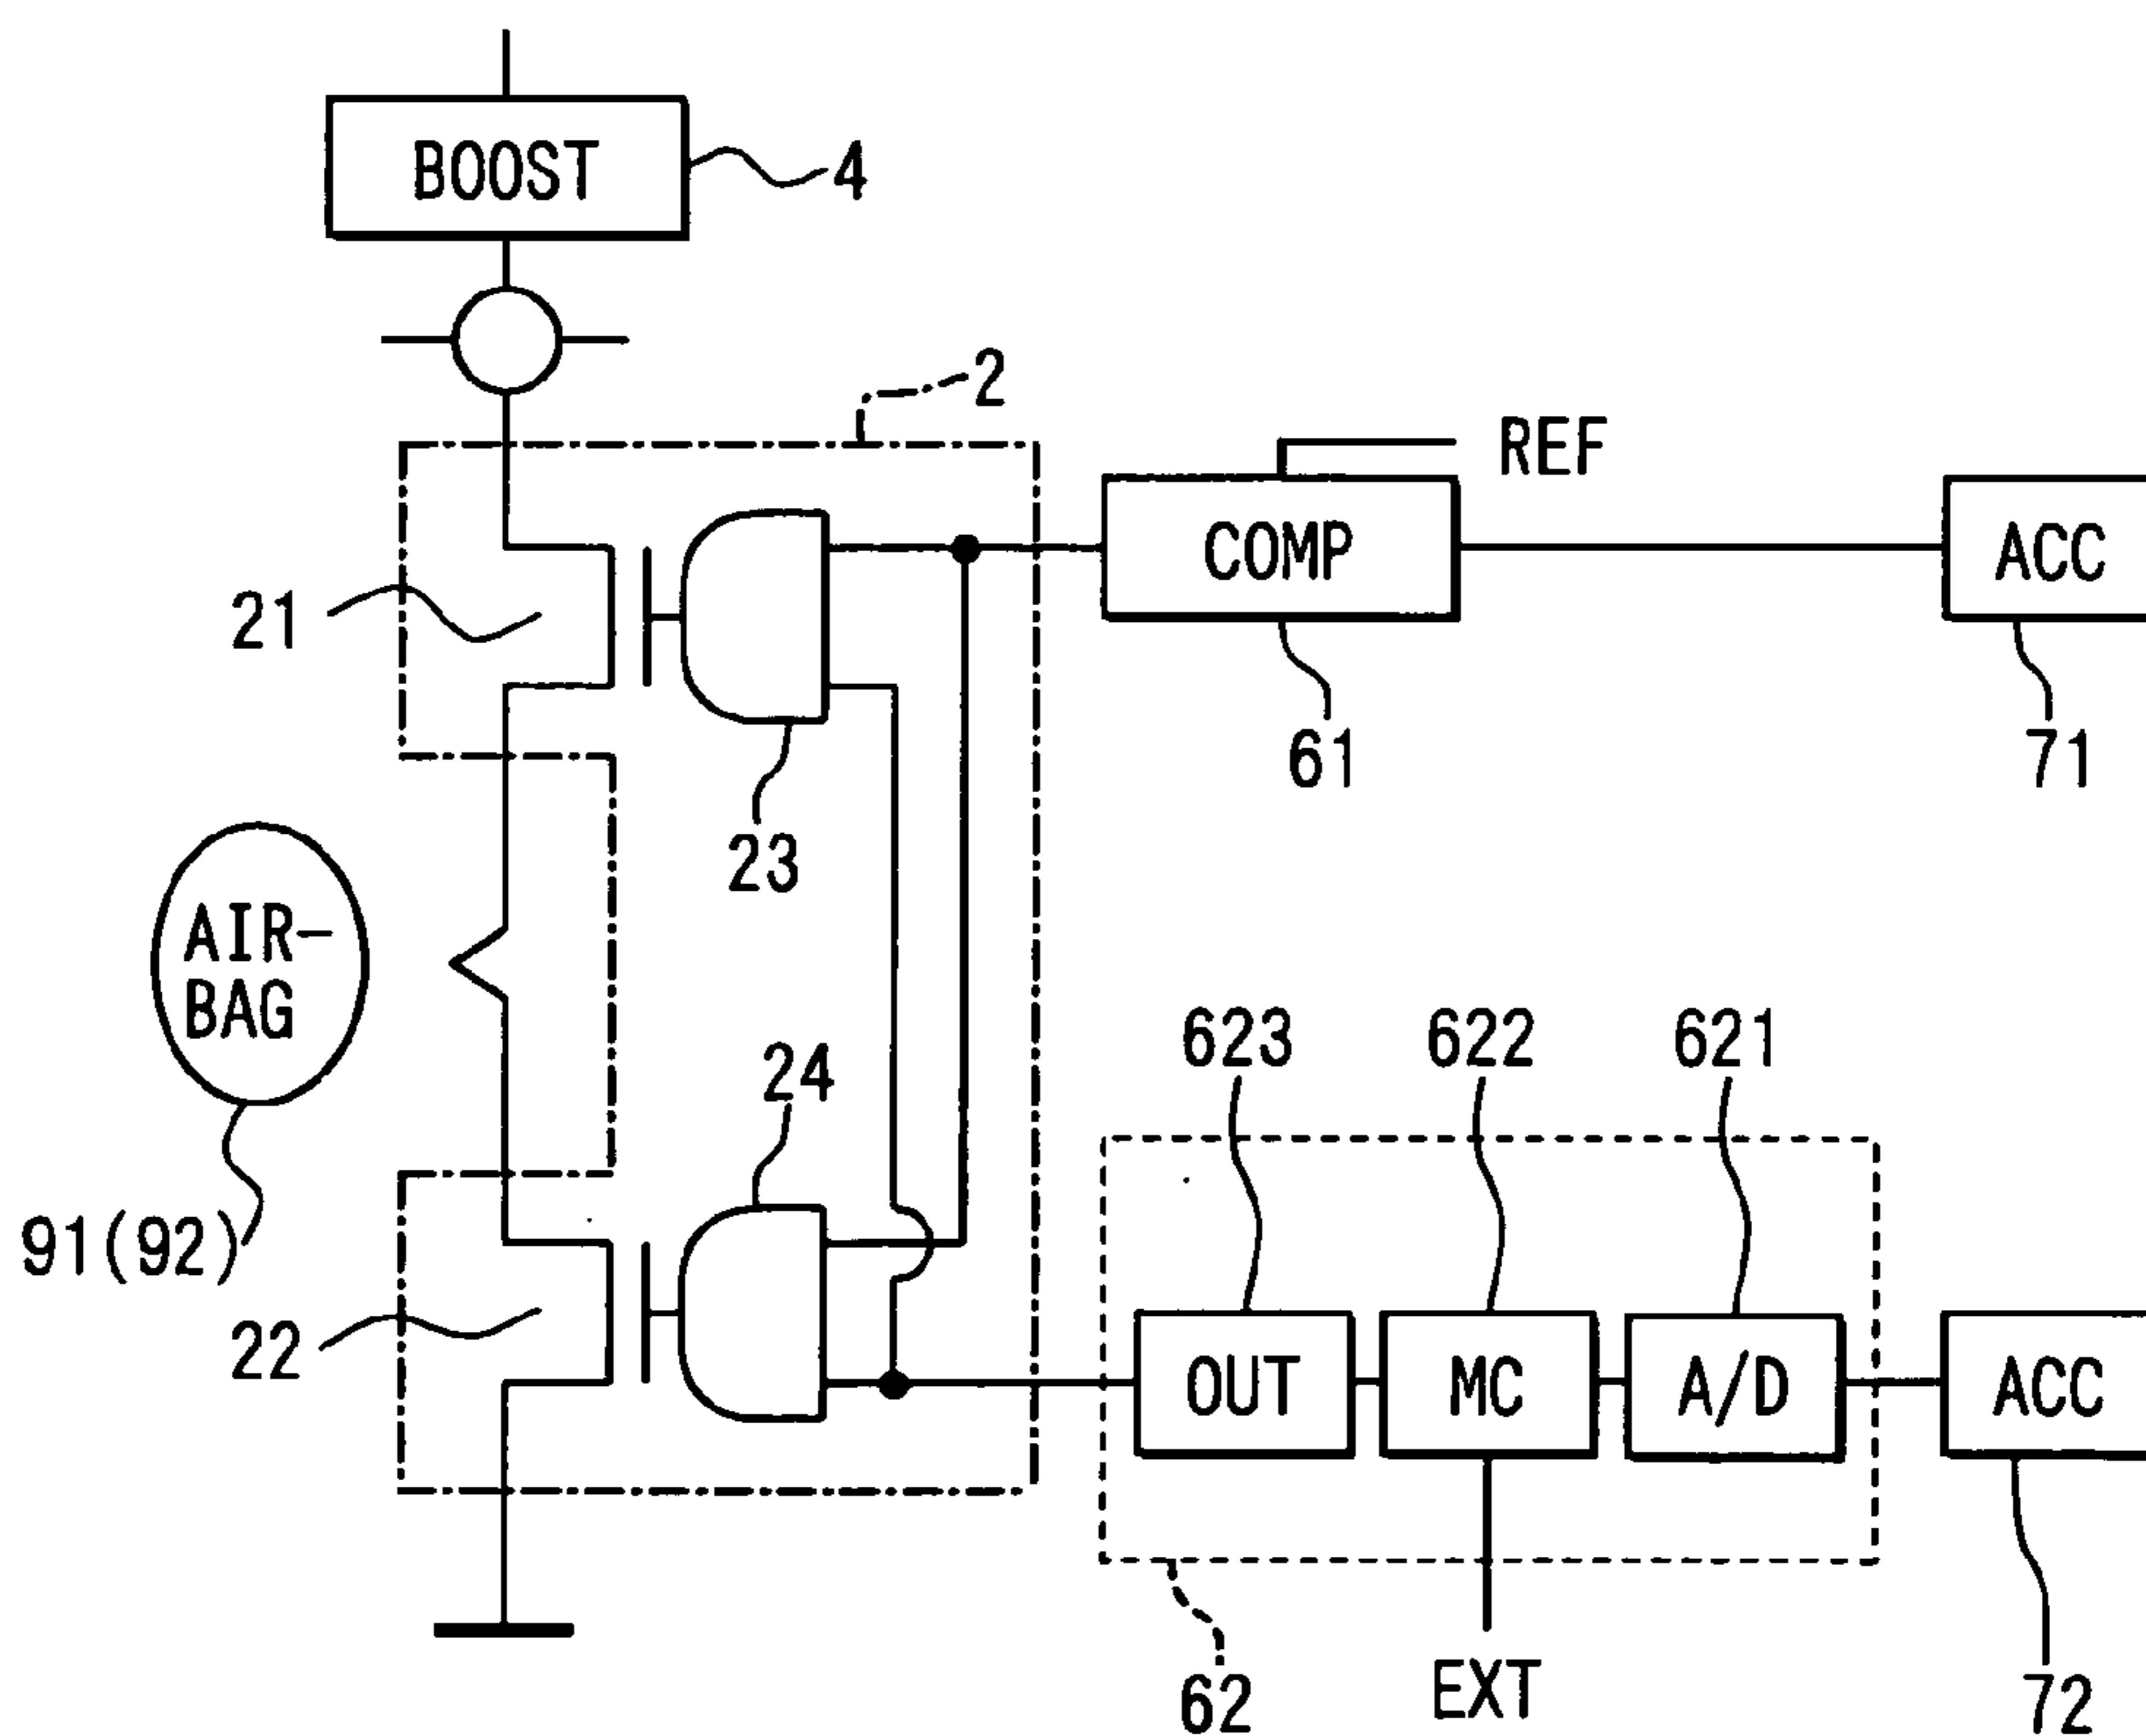 BOOST
4
2
REF
COMP
ACC
21
61
71
23
AIR-
BAG
623
622
621
24
91(92)
22
OUT
MC
A/D
ACC
62
EXT
72